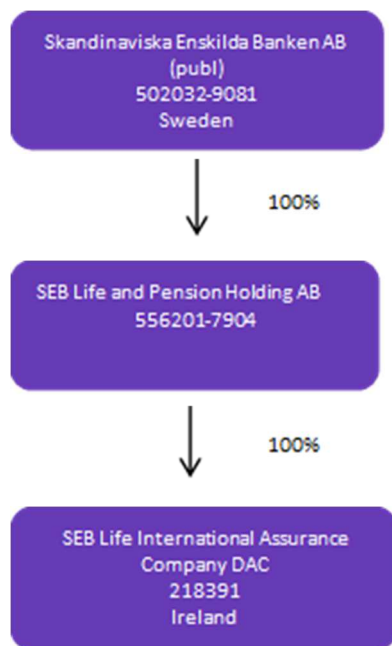 Skandinaviska Enskilda Banken AB
(publ)
502032-9081
Sweden
100%
SEB Life and Pension Holding AB
556201-7904
100%
SEB Life International Assurance
Company DAC
218391
Ireland